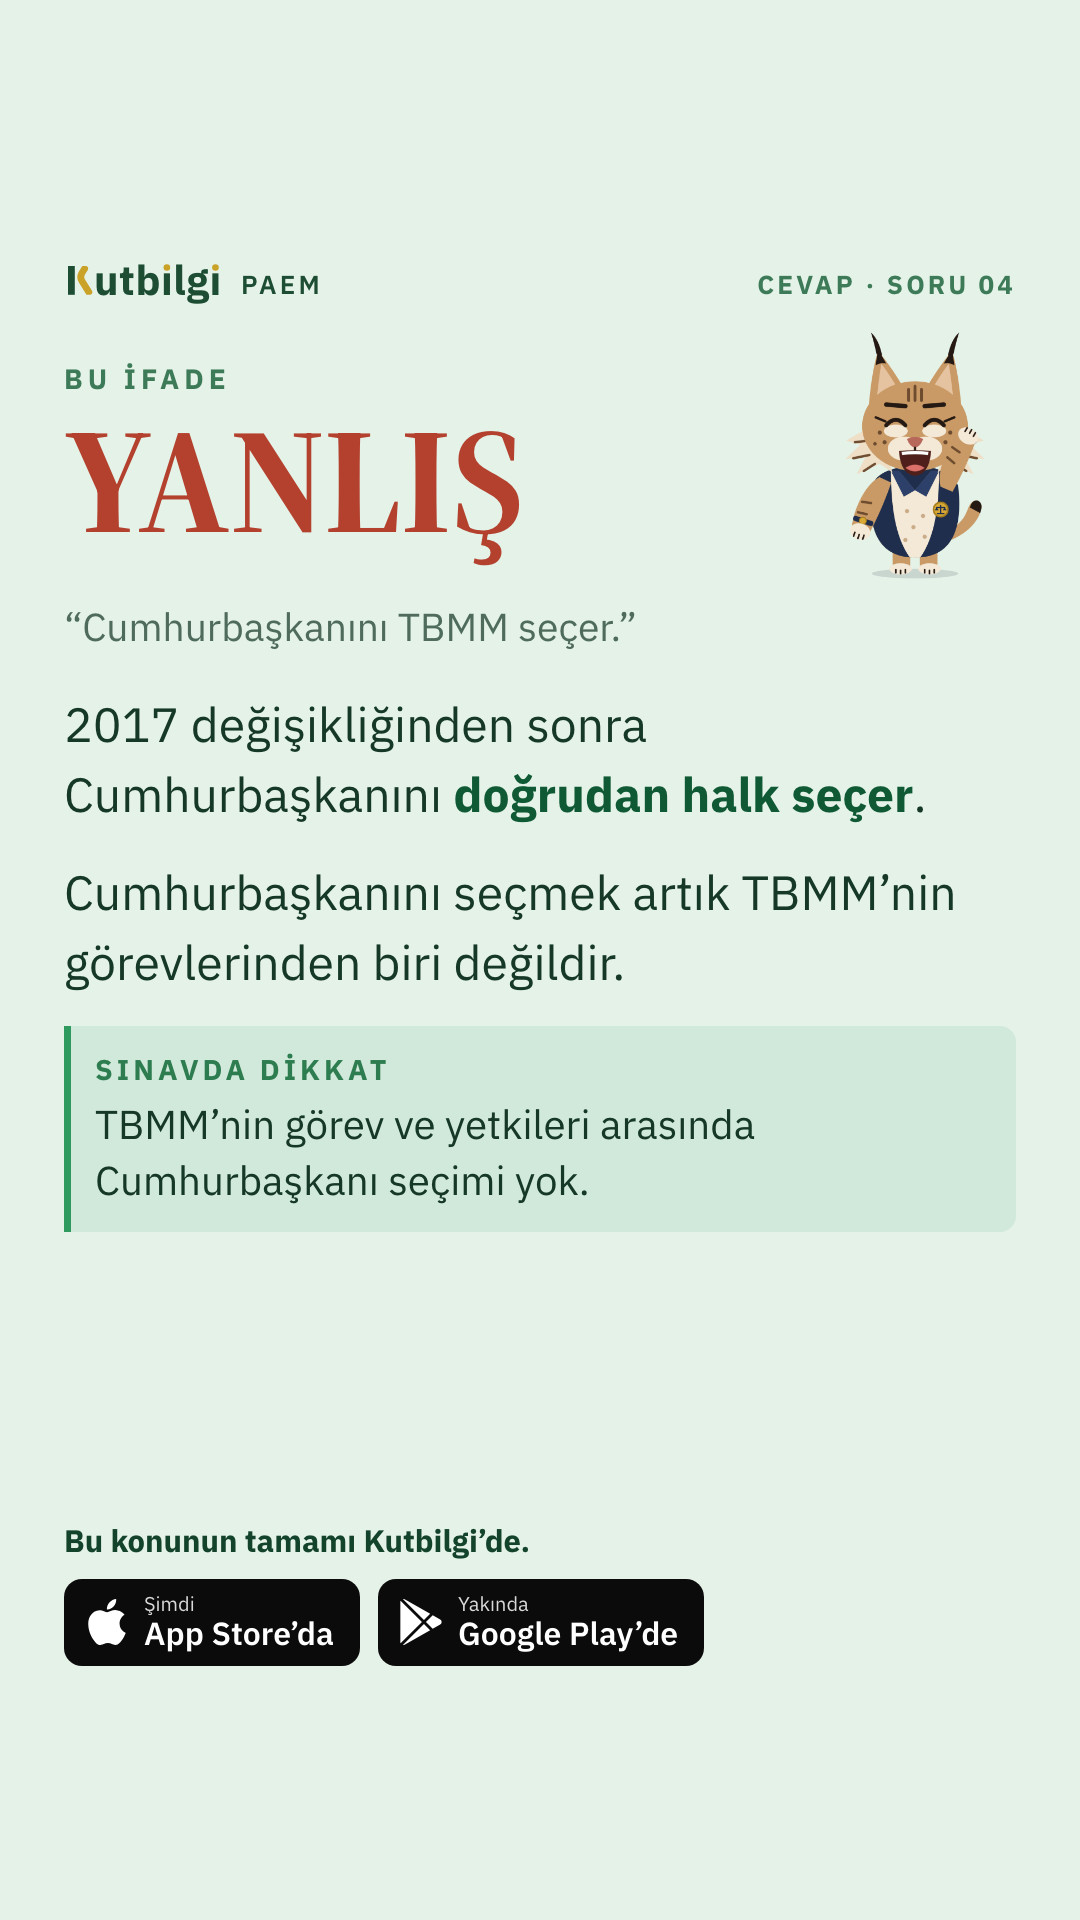 Kutbilgi PAEM
CEVAP · SORU 04
BU İFADE
YANLIŞ
“Cumhurbaşkanını TBMM seçer.”
2017 değişikliğinden sonra
Cumhurbaşkanını doğrudan halk seçer.
Cumhurbaşkanını seçmek artık TBMM’nin
görevlerinden biri değildir.
SINAVDA DİKKAT
TBMM’nin görev ve yetkileri arasında
Cumhurbaşkanı seçimi yok.
Bu konunun tamamı Kutbilgi’de.
Şimdi
App Store’da
Yakında
Google Play’de